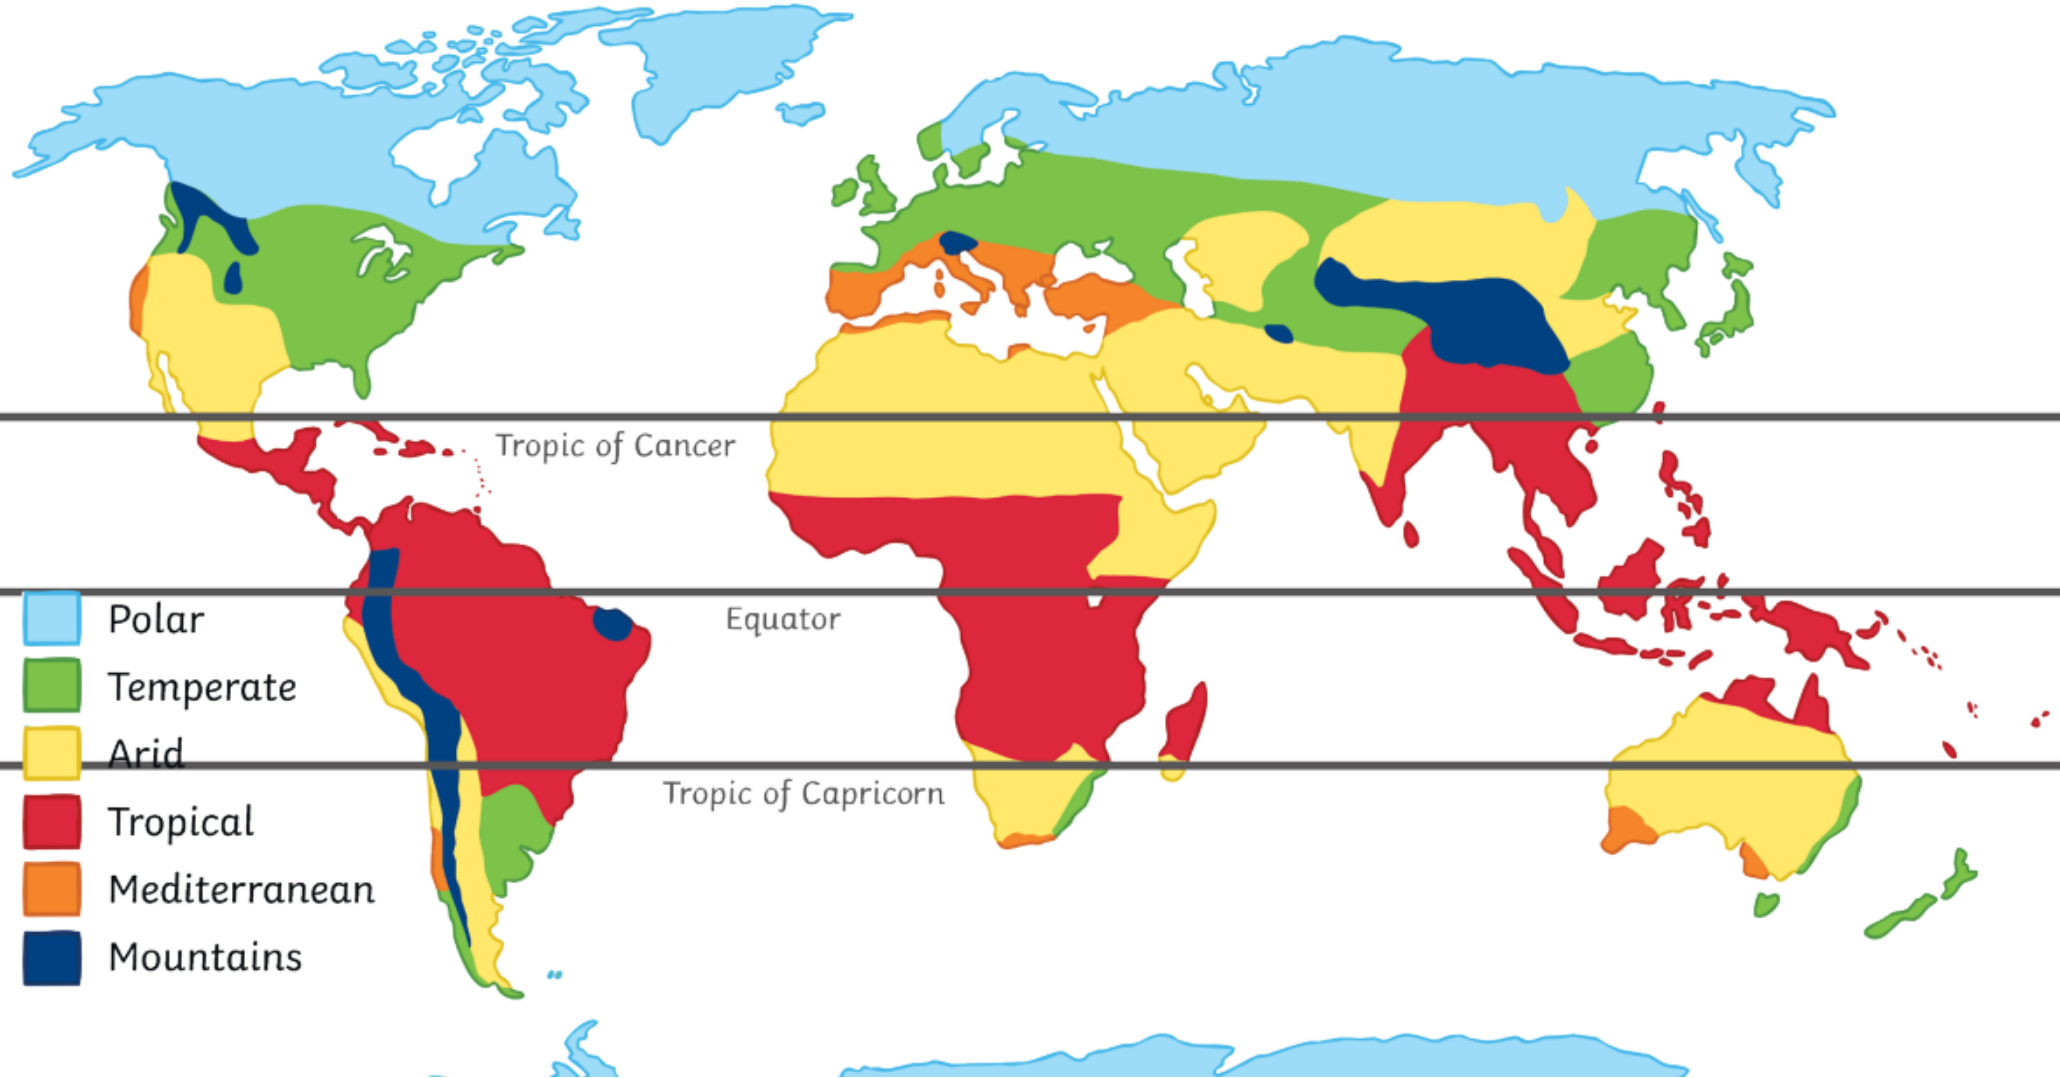 Tropic of Cancer
Equator
Tropic of Capricorn
Polar
Temperate
Arid
Tropical
Mediterranean
Mountains